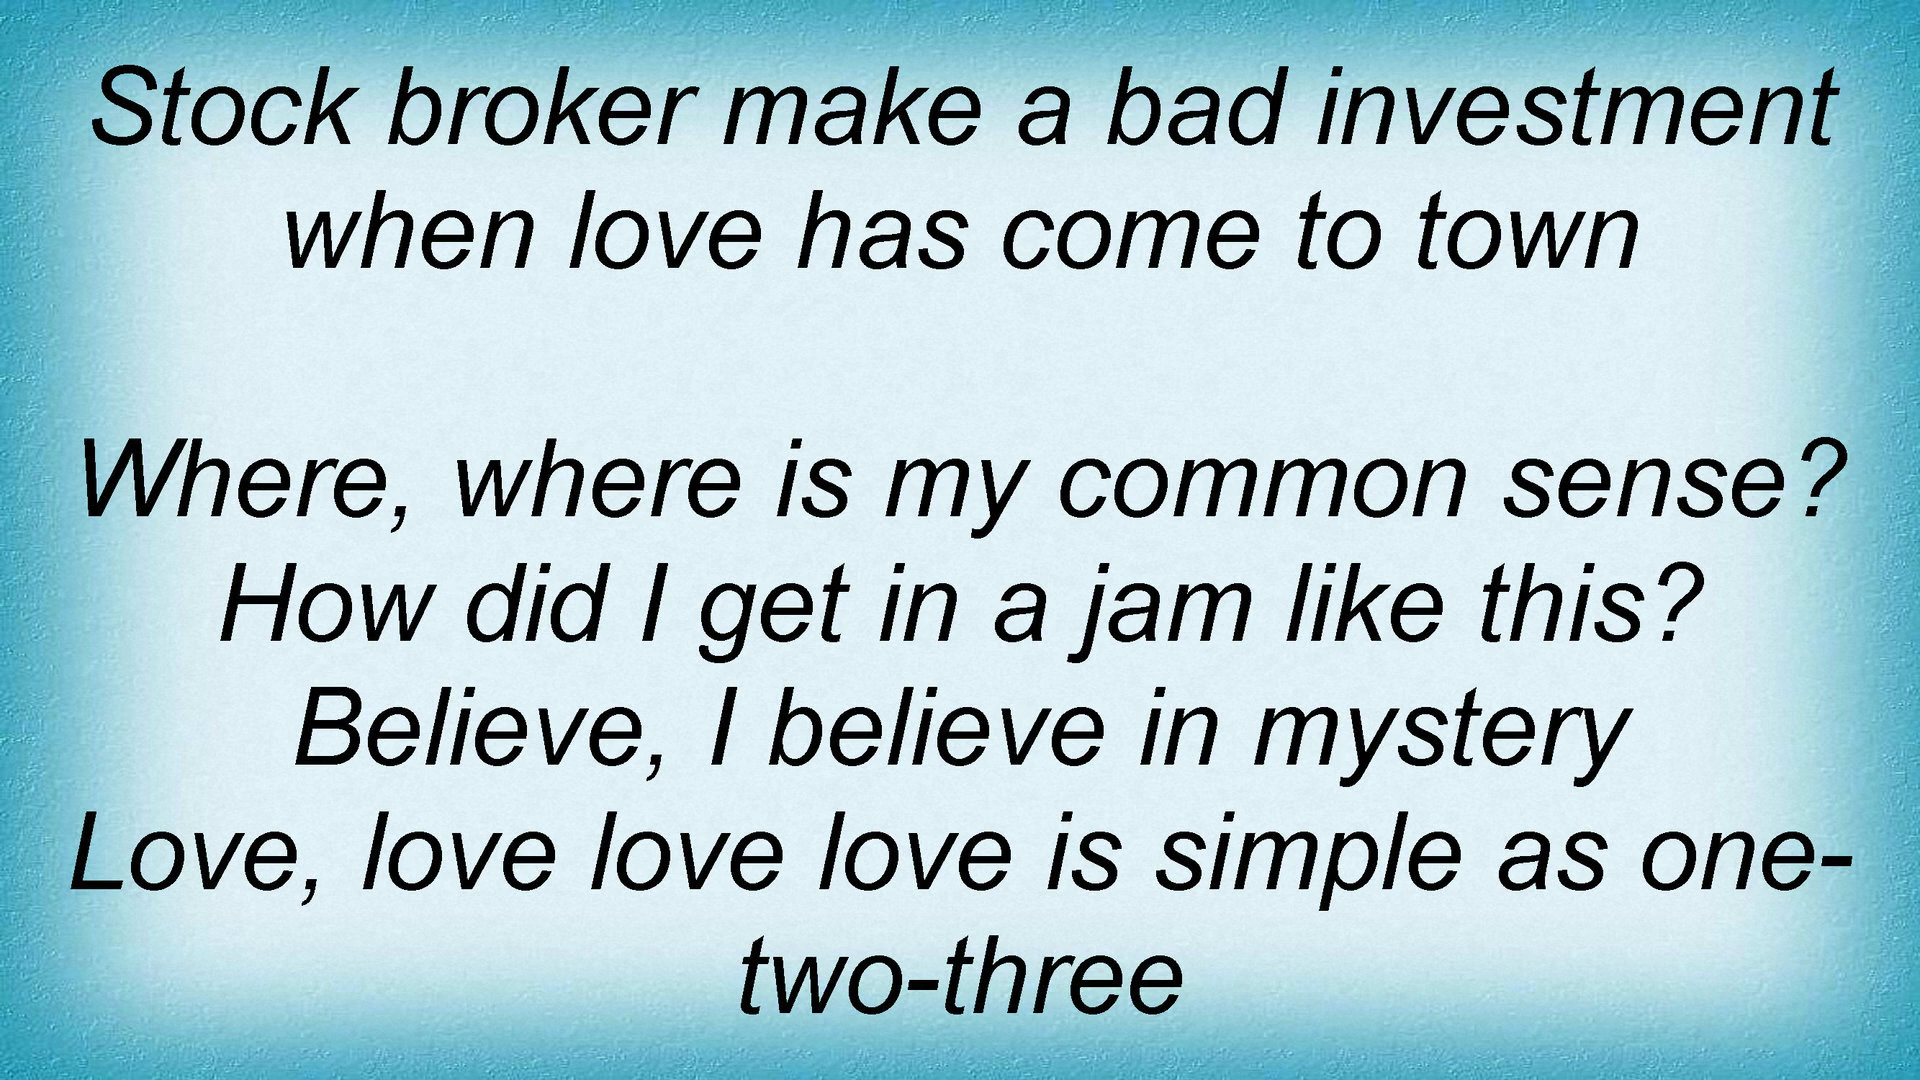 Stock broker make a bad investment
when love has come to town
Where, where is my common sense?
How did I get in a jam like this?
Believe, I believe in mystery
Love, love love love is simple as one-
two-three